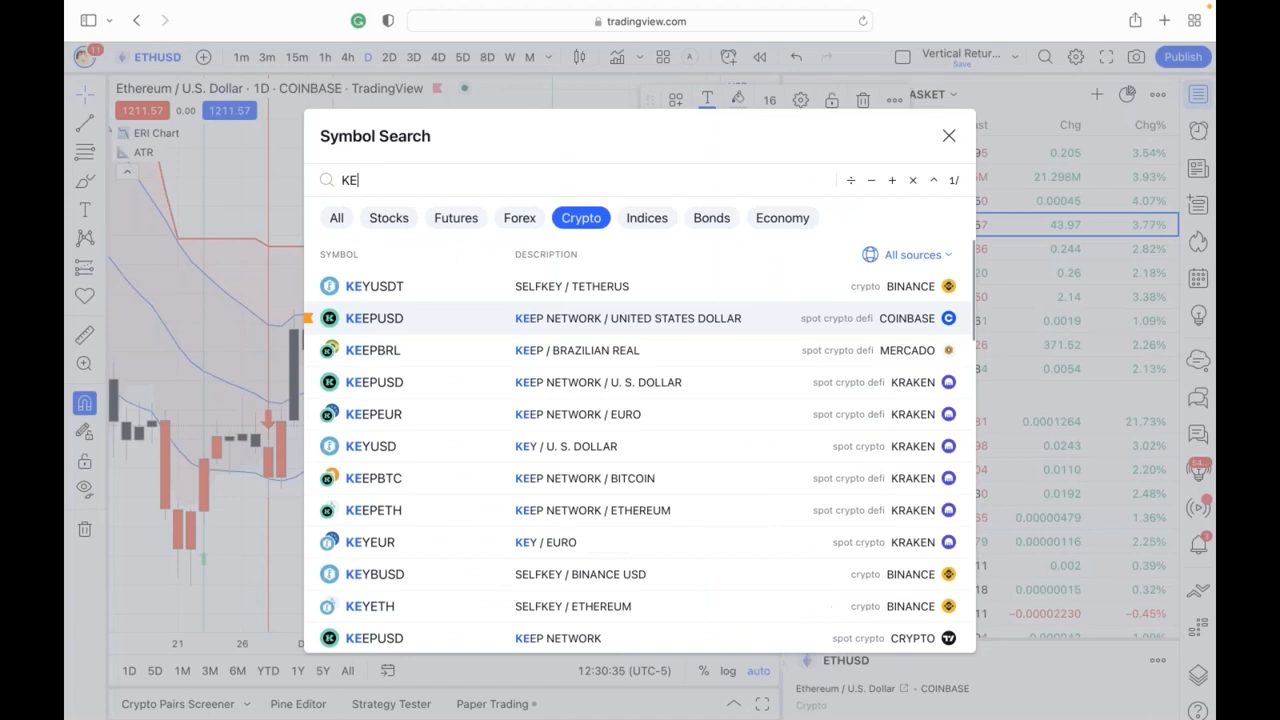 tradingview.com
11
ETHUSD
1m 3m 15m 1h 4h D 2D 3D 4D 5D 8D W M
A
Vertical Retur...
Save
Publish
Ethereum / U.S. Dollar · 1D · COINBASE · TradingView
1211.57 0.00 1211.57
ERI Chart
ATR
T 16
ASKET
Chg Chg%
0.205 3.54%
21.298M 3.93%
0.00045 4.07%
43.97 3.77%
0.244 2.82%
0.26 2.18%
2.14 3.38%
0.0019 1.09%
371.52 2.26%
0.0054 2.13%
0.0001264 21.73%
0.0243 3.02%
0.0110 2.20%
0.0192 2.48%
0.00000479 1.36%
0.0116 2.25%
0.002 0.39%
0.00000015 0.32%
−0.00002230 −0.45%
Symbol Search
KE
÷ − + × 1/
All Stocks Futures Forex Crypto Indices Bonds Economy
SYMBOL DESCRIPTION All sources
KEYUSDT SELFKEY / TETHERUS crypto BINANCE
KEEPUSD KEEP NETWORK / UNITED STATES DOLLAR spot crypto defi COINBASE
KEEPBRL KEEP / BRAZILIAN REAL spot crypto defi MERCADO
KEEPUSD KEEP NETWORK / U. S. DOLLAR spot crypto defi KRAKEN
KEEPEUR KEEP NETWORK / EURO spot crypto defi KRAKEN
KEYUSD KEY / U. S. DOLLAR spot crypto KRAKEN
KEEPBTC KEEP NETWORK / BITCOIN spot crypto defi KRAKEN
KEEPETH KEEP NETWORK / ETHEREUM spot crypto defi KRAKEN
KEYEUR KEY / EURO spot crypto KRAKEN
KEYBUSD SELFKEY / BINANCE USD crypto BINANCE
KEYETH SELFKEY / ETHEREUM crypto BINANCE
KEEPUSD KEEP NETWORK spot crypto CRYPTO
21 26
1D 5D 1M 3M 6M YTD 1Y 5Y All
12:30:35 (UTC-5) % log auto
Crypto Pairs Screener Pine Editor Strategy Tester Paper Trading
ETHUSD
Ethereum / U.S. Dollar · COINBASE
Crypto